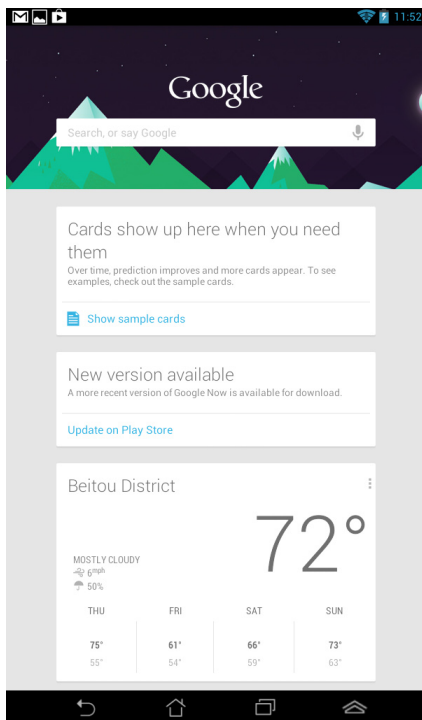 11:52
Google
Search, or say Google
Cards show up here when you need
them
Over time, prediction improves and more cards appear. To see
examples, check out the sample cards.
Show sample cards
New version available
A more recent version of Google Now is available for download.
Update on Play Store
Beitou District
72°
MOSTLY CLOUDY
6mph
50%
THU FRI SAT SUN
75° 61° 66° 73°
55° 54° 59° 63°